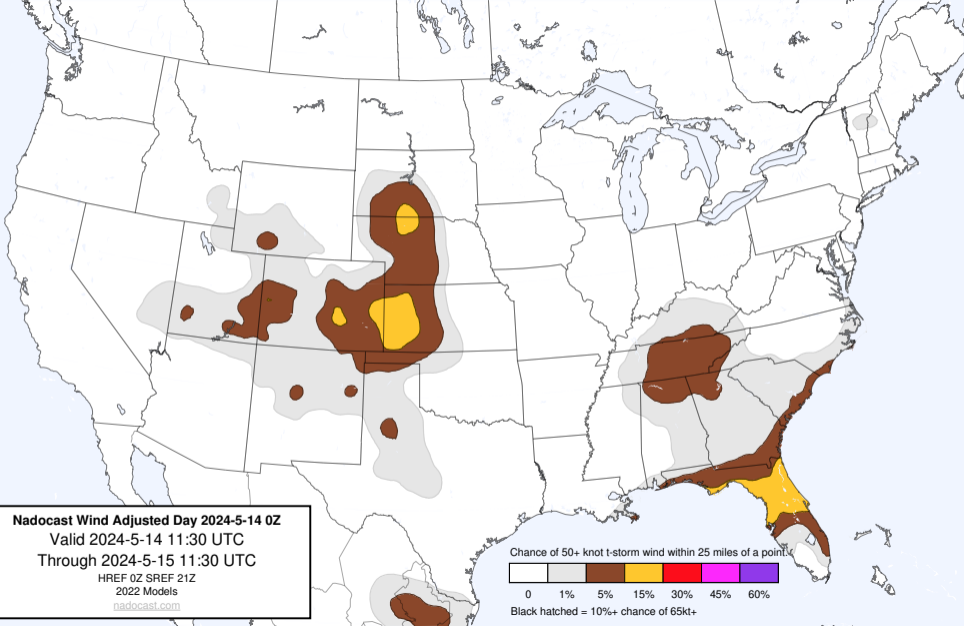 Nadocast Wind Adjusted Day 2024-5-14 0Z
Valid 2024-5-14 11:30 UTC
Through 2024-5-15 11:30 UTC
HREF 0Z SREF 21Z
2022 Models
nadocast.com
Chance of 50+ knot t-storm wind within 25 miles of a point.
0 1% 5% 15% 30% 45% 60%
Black hatched = 10%+ chance of 65kt+